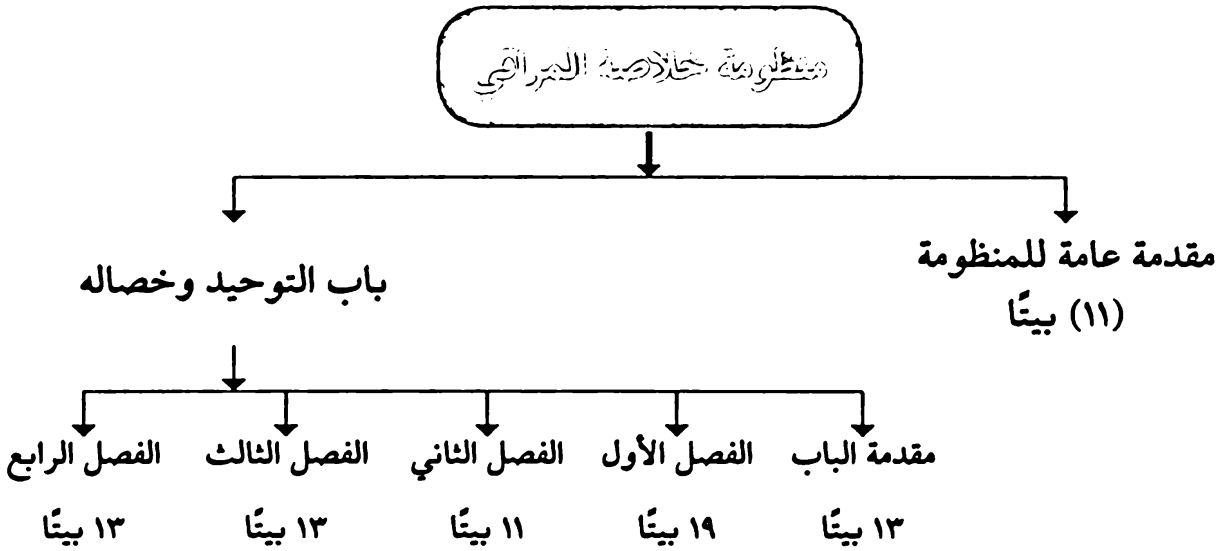 منظومة خلاصة المراقي
مقدمة عامة للمنظومة
(١١) بيتًا
باب التوحيد وخصاله
مقدمة الباب
١٣ بيتًا
الفصل الأول
١٩ بيتًا
الفصل الثاني
١١ بيتًا
الفصل الثالث
١٣ بيتًا
الفصل الرابع
١٣ بيتًا